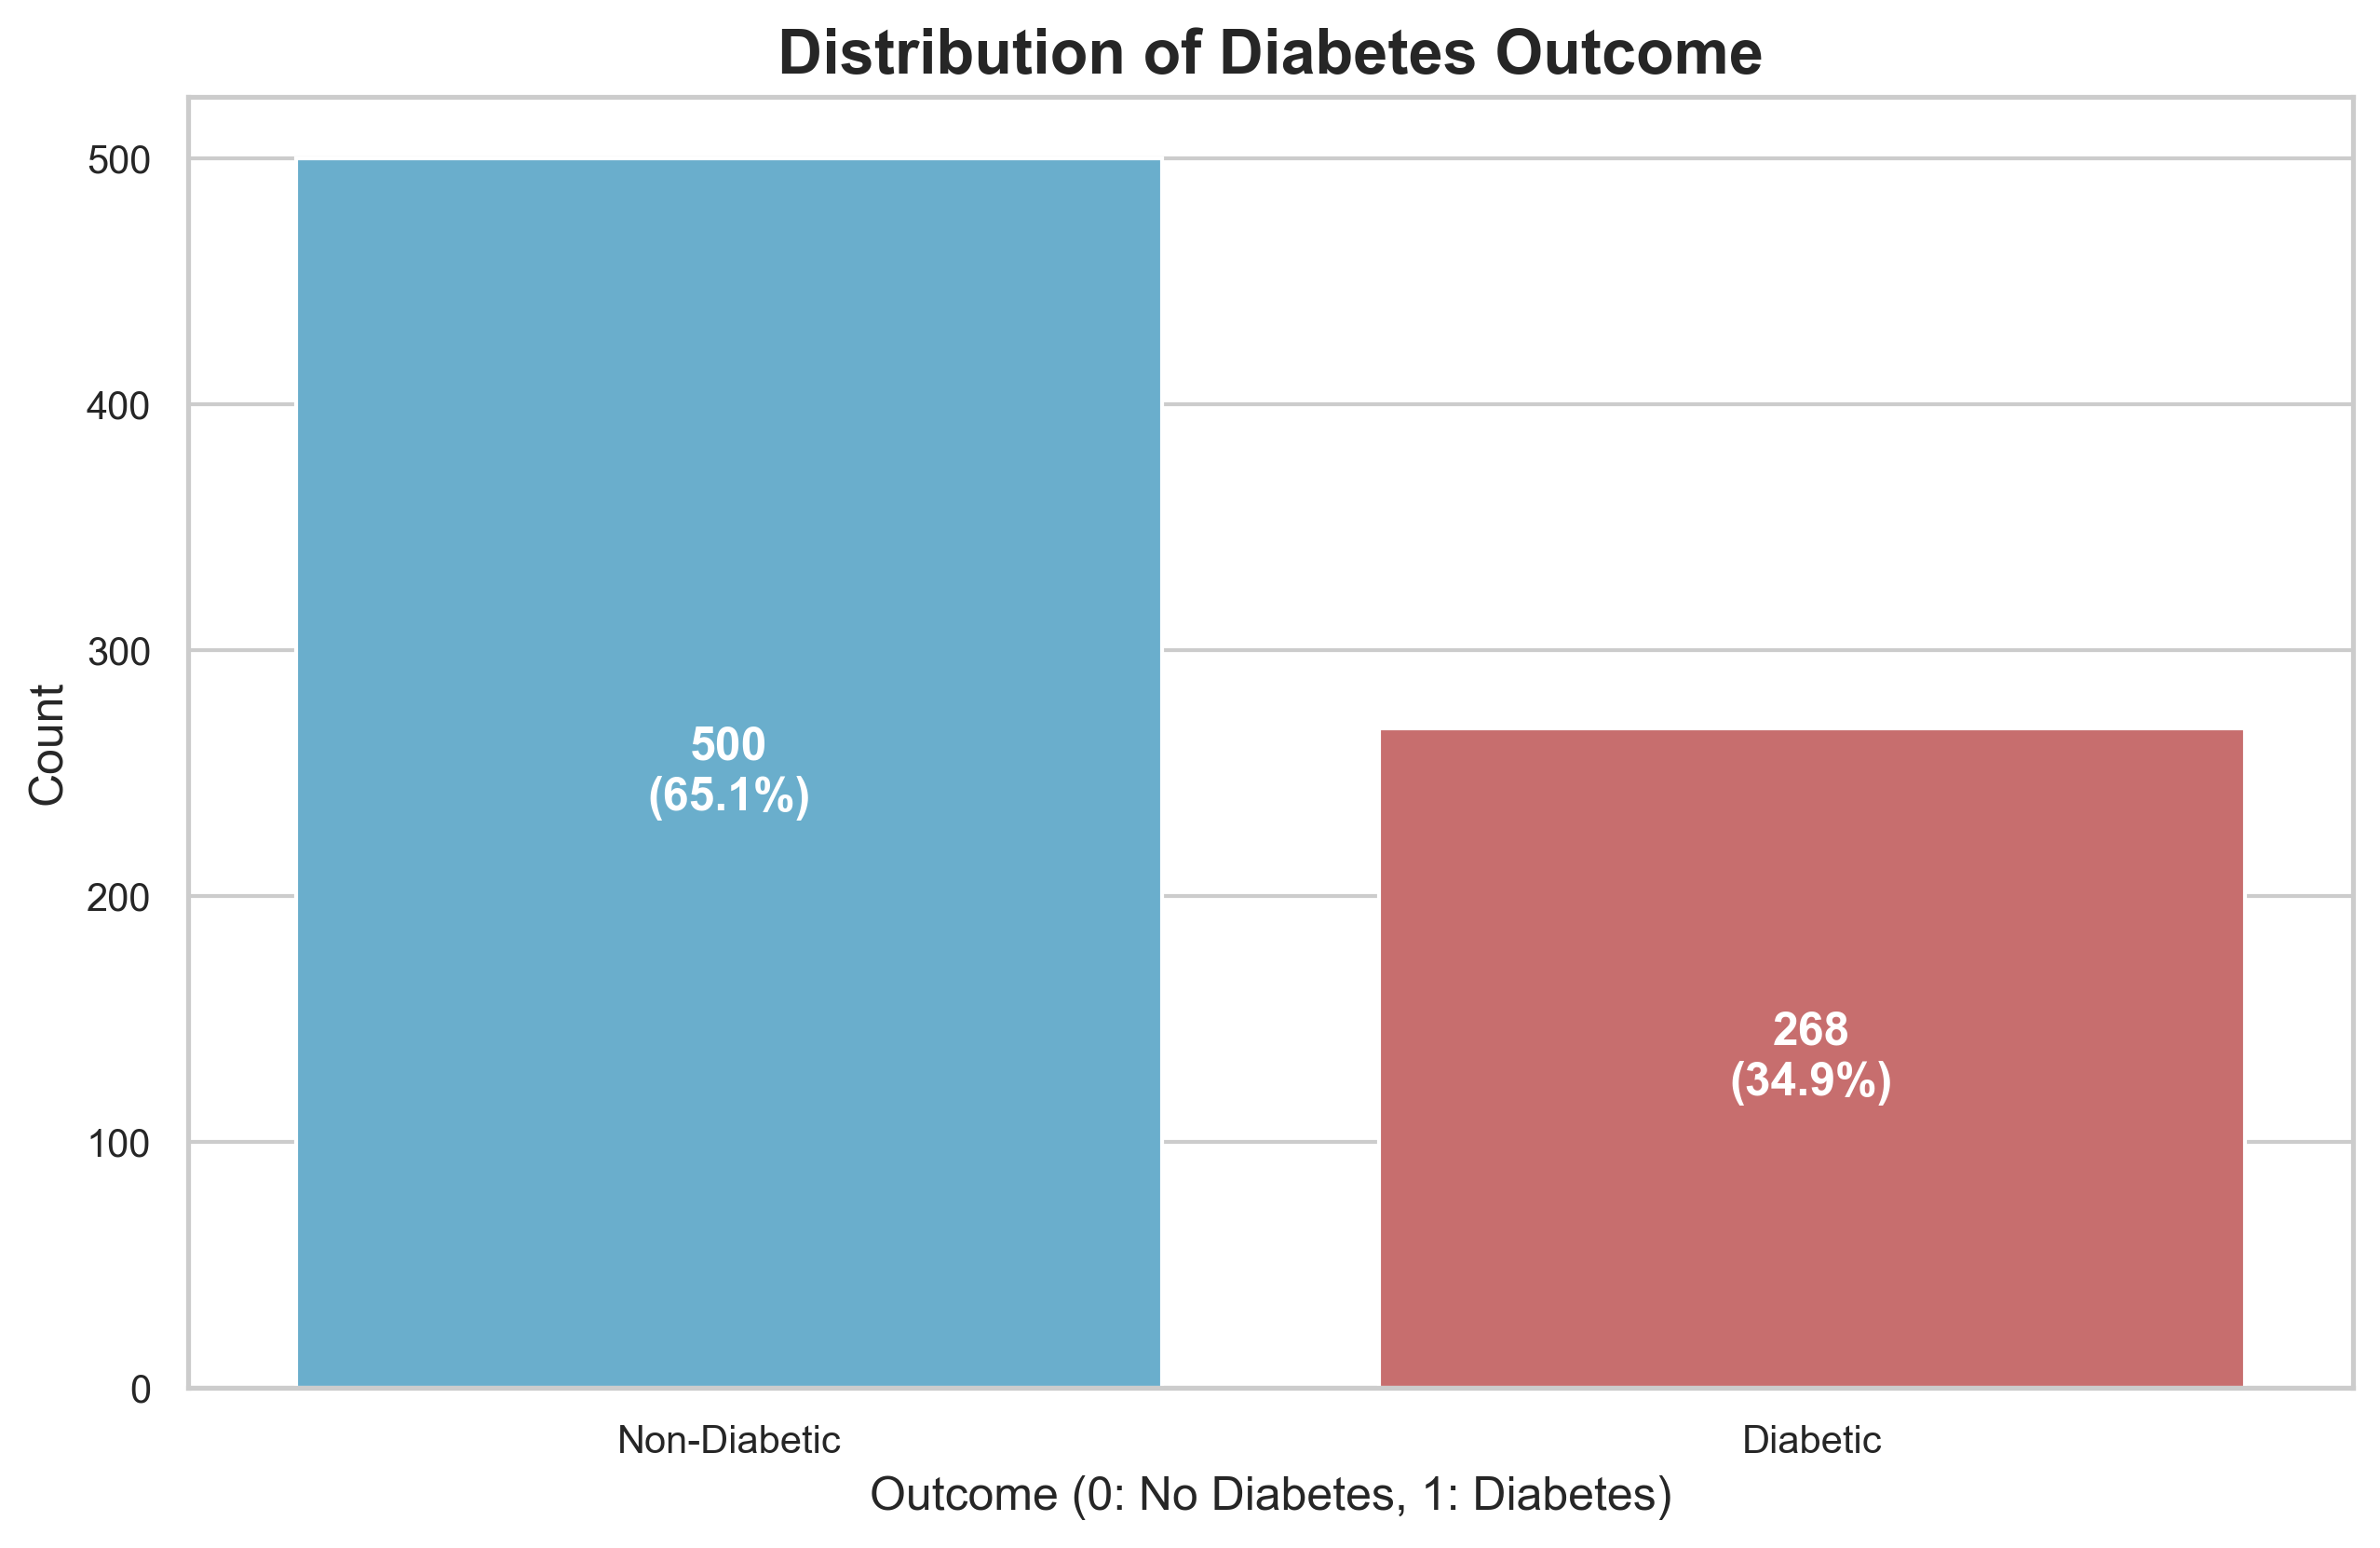 Distribution of Diabetes Outcome
500
400
300
200
100
0
Count
500
(65.1%)
268
(34.9%)
Non-Diabetic
Diabetic
Outcome (0: No Diabetes, 1: Diabetes)